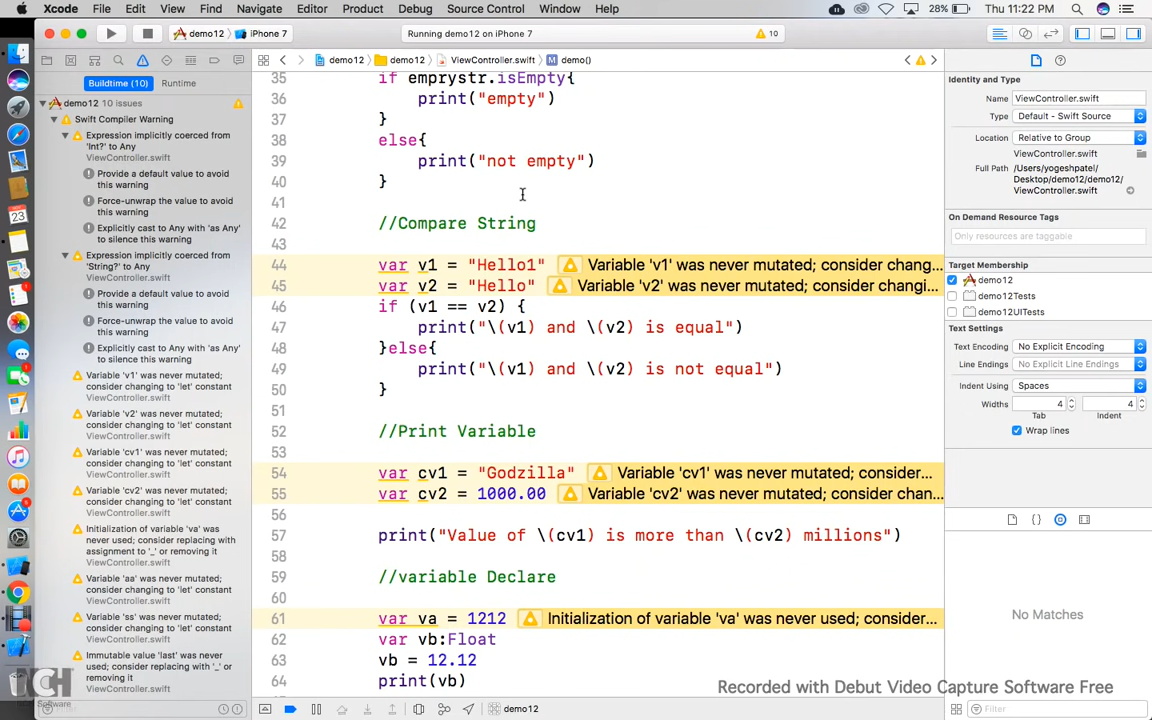 Xcode File Edit View Find Navigate Editor Product Debug Source Control Window Help 28% Thu 11:22 PM
demo12 iPhone 7 Running demo12 on iPhone 7 10
demo12 demo12 ViewController.swift demo()
Buildtime (10) Runtime
demo12 10 issues
Swift Compiler Warning
Expression implicitly coerced from
'Int?' to Any
ViewController.swift
Provide a default value to avoid
this warning
Force-unwrap the value to avoid
this warning
Explicitly cast to Any with 'as Any'
to silence this warning
Expression implicitly coerced from
'String?' to Any
ViewController.swift
Provide a default value to avoid
this warning
Force-unwrap the value to avoid
this warning
Explicitly cast to Any with 'as Any'
to silence this warning
Variable 'v1' was never mutated;
consider changing to 'let' constant
ViewController.swift
Variable 'v2' was never mutated;
consider changing to 'let' constant
ViewController.swift
Variable 'cv1' was never mutated;
consider changing to 'let' constant
ViewController.swift
Variable 'cv2' was never mutated;
consider changing to 'let' constant
ViewController.swift
Initialization of variable 'va' was
never used; consider replacing with
assignment to '_' or removing it
ViewController.swift
Variable 'aa' was never mutated;
consider changing to 'let' constant
ViewController.swift
Variable 'ss' was never mutated;
consider changing to 'let' constant
ViewController.swift
Immutable value 'last' was never
used; consider replacing with '_' or
removing it
ViewController.swift
NCH
Software
Filter
35 if emprystr.isEmpty{
36 print("empty")
37 }
38 else{
39 print("not empty")
40 }
41
42 //Compare String
43
44 var v1 = "Hello1" Variable 'v1' was never mutated; consider chang...
45 var v2 = "Hello" Variable 'v2' was never mutated; consider changi...
46 if (v1 == v2) {
47 print("\(v1) and \(v2) is equal")
48 }else{
49 print("\(v1) and \(v2) is not equal")
50 }
51
52 //Print Variable
53
54 var cv1 = "Godzilla" Variable 'cv1' was never mutated; consider...
55 var cv2 = 1000.00 Variable 'cv2' was never mutated; consider chan...
56
57 print("Value of \(cv1) is more than \(cv2) millions")
58
59 //variable Declare
60
61 var va = 1212 Initialization of variable 'va' was never used; consider...
62 var vb:Float
63 vb = 12.12
64 print(vb)
demo12
Identity and Type
Name ViewController.swift
Type Default - Swift Source
Location Relative to Group
ViewController.swift
Full Path /Users/yogeshpatel/
Desktop/demo12/demo12/
ViewController.swift
On Demand Resource Tags
Only resources are taggable
Target Membership
demo12
demo12Tests
demo12UITests
Text Settings
Text Encoding No Explicit Encoding
Line Endings No Explicit Line Endings
Indent Using Spaces
Widths 4 4
Tab Indent
Wrap lines
{}
No Matches
Recorded with Debut Video Capture Software Free
Filter